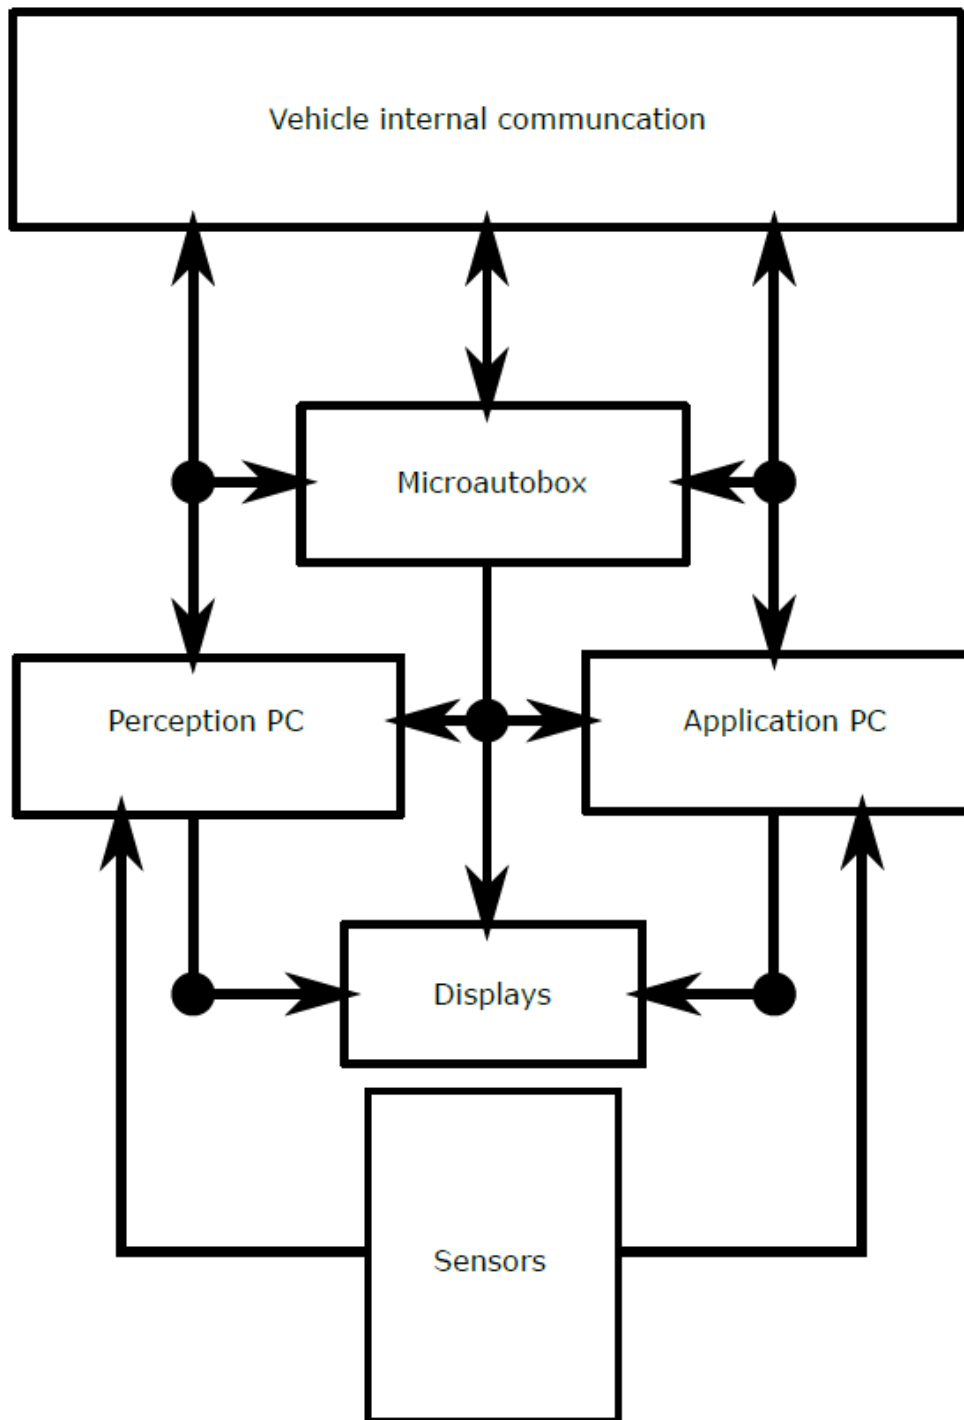 Vehicle internal communcation
Microautobox
Perception PC
Application PC
Displays
Sensors